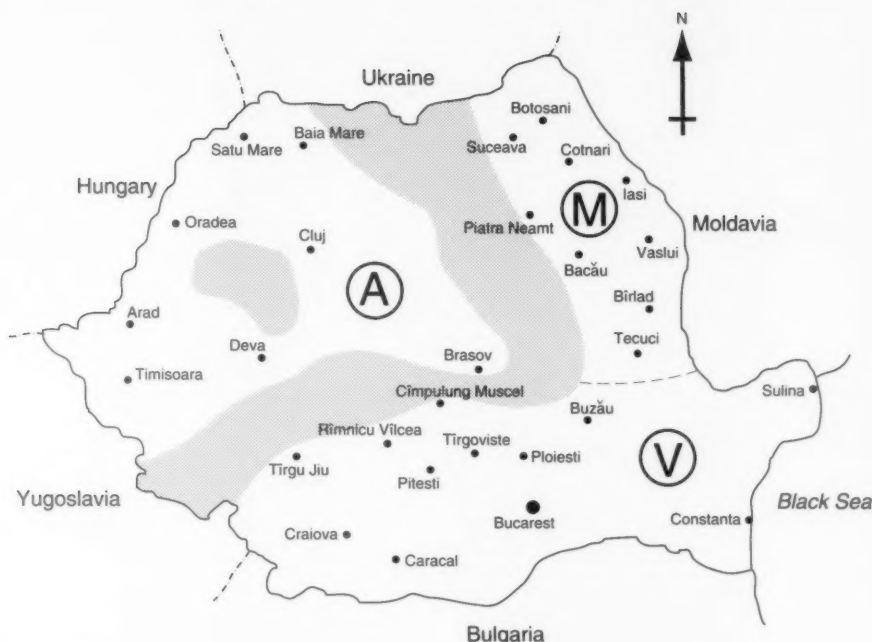 N
Ukraine
Botosani
Baia Mare
Suceava
Satu Mare
Cotnari
Hungary
Iasi
M
Oradea
Piatra Neamt
Moldavia
Cluj
Vaslui
Bacău
A
Bîrlad
Arad
Deva
Brasov
Tecuci
Timisoara
Cîmpulung Muscel
Sulina
Buzău
Rîmnicu Vîlcea
Tîrgoviste
V
Tîrgu Jiu
Ploiesti
Pitesti
Yugoslavia
Black Sea
Bucarest
Constanta
Craiova
Caracal
Bulgaria